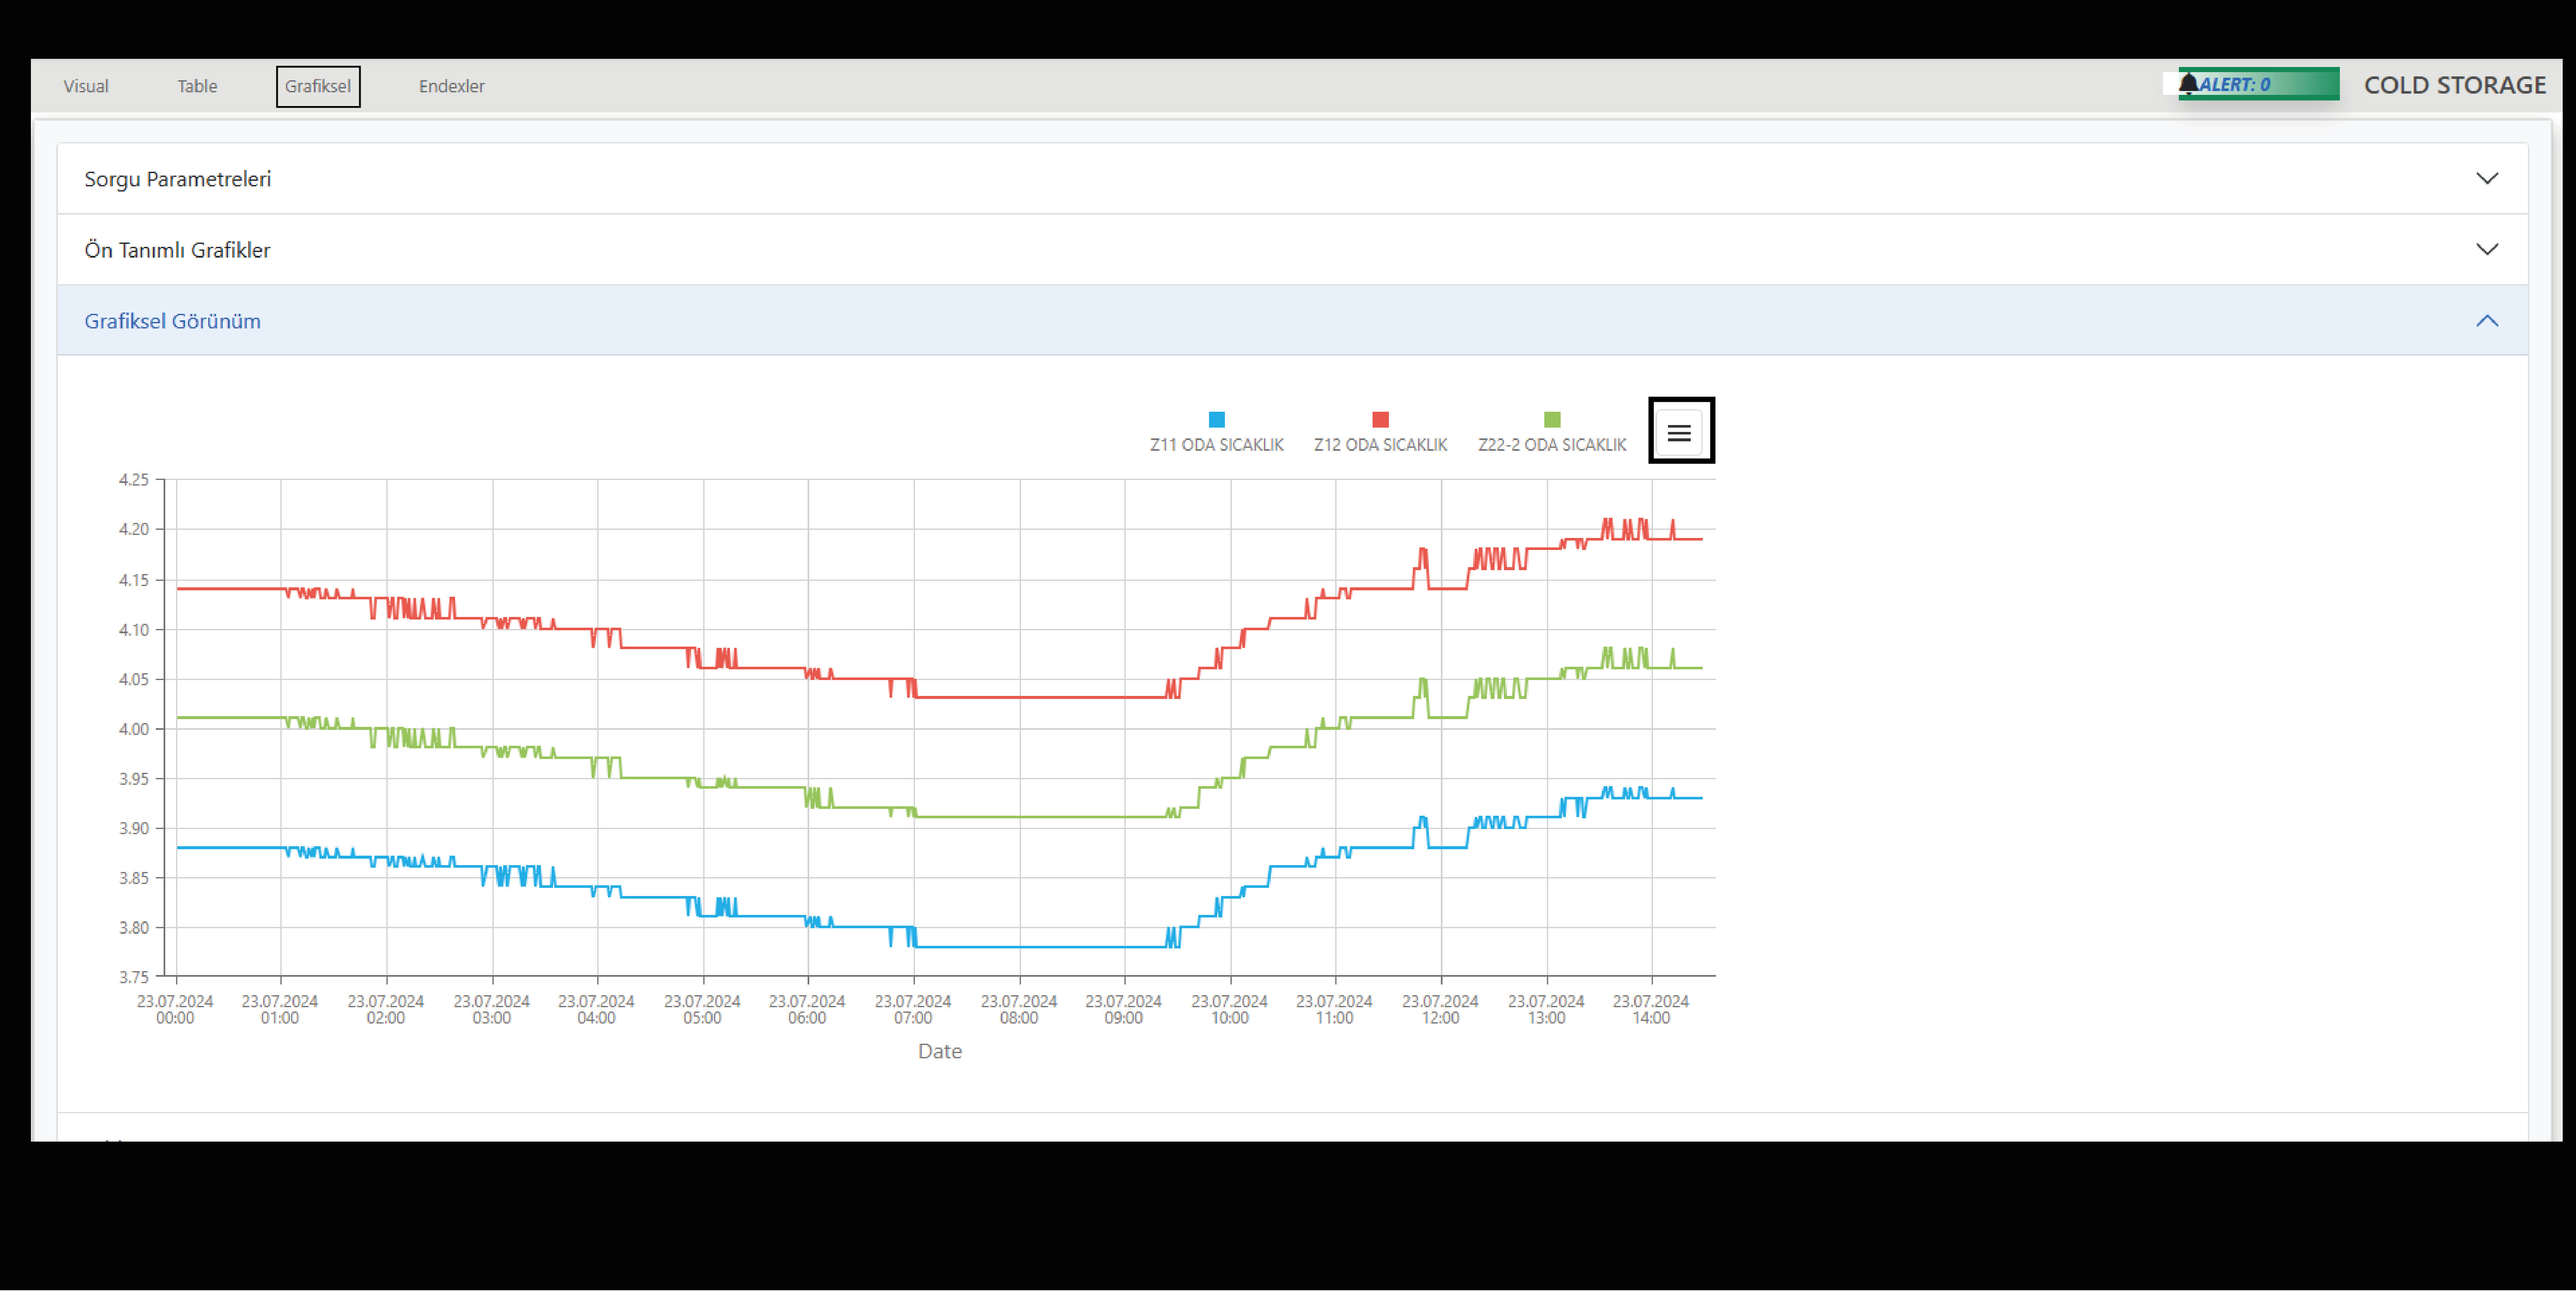 Visual Table Grafiksel Endexler ALERT: 0 COLD STORAGE
Sorgu Parametreleri
Ön Tanımlı Grafikler
Grafiksel Görünüm
Z11 ODA SICAKLIK Z12 ODA SICAKLIK Z22-2 ODA SICAKLIK
4.25
4.20
4.15
4.10
4.05
4.00
3.95
3.90
3.85
3.80
3.75
23.07.2024 23.07.2024 23.07.2024 23.07.2024 23.07.2024 23.07.2024 23.07.2024 23.07.2024 23.07.2024 23.07.2024 23.07.2024 23.07.2024 23.07.2024 23.07.2024 23.07.2024
00:00 01:00 02:00 03:00 04:00 05:00 06:00 07:00 08:00 09:00 10:00 11:00 12:00 13:00 14:00
Date